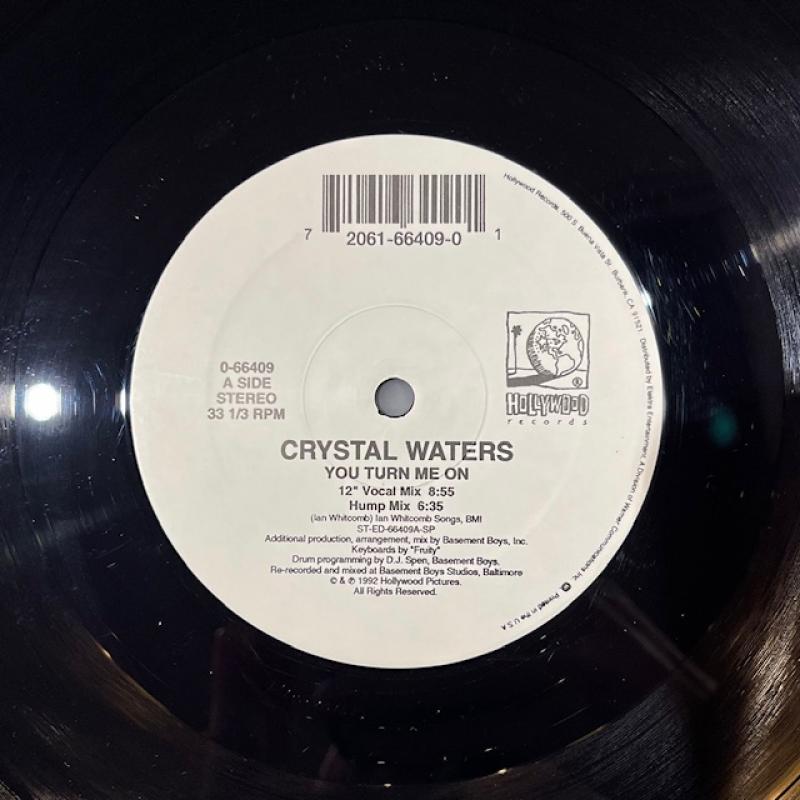 7 2061-66409-0 1
Hollywood Records, 500 S. Buena Vista St. Burbank, CA. 91521. Distributed by Elektra Entertainment, A Division of Warner Communications Inc. Printed in the U.S.A.
HOLLYWOOD
records
0-66409
A SIDE
STEREO
33 1/3 RPM
CRYSTAL WATERS
YOU TURN ME ON
12" Vocal Mix 8:55
Hump Mix 6:35
(Ian Whitcomb) Ian Whitcomb Songs, BMI
ST-ED-66409A-SP
Additional production, arrangement, mix by Basement Boys, Inc.
Keyboards by "Fruity"
Drum programming by D.J. Spen, Basement Boys.
Re-recorded and mixed at Basement Boys Studios, Baltimore
© & ℗ 1992 Hollywood Pictures.
All Rights Reserved.